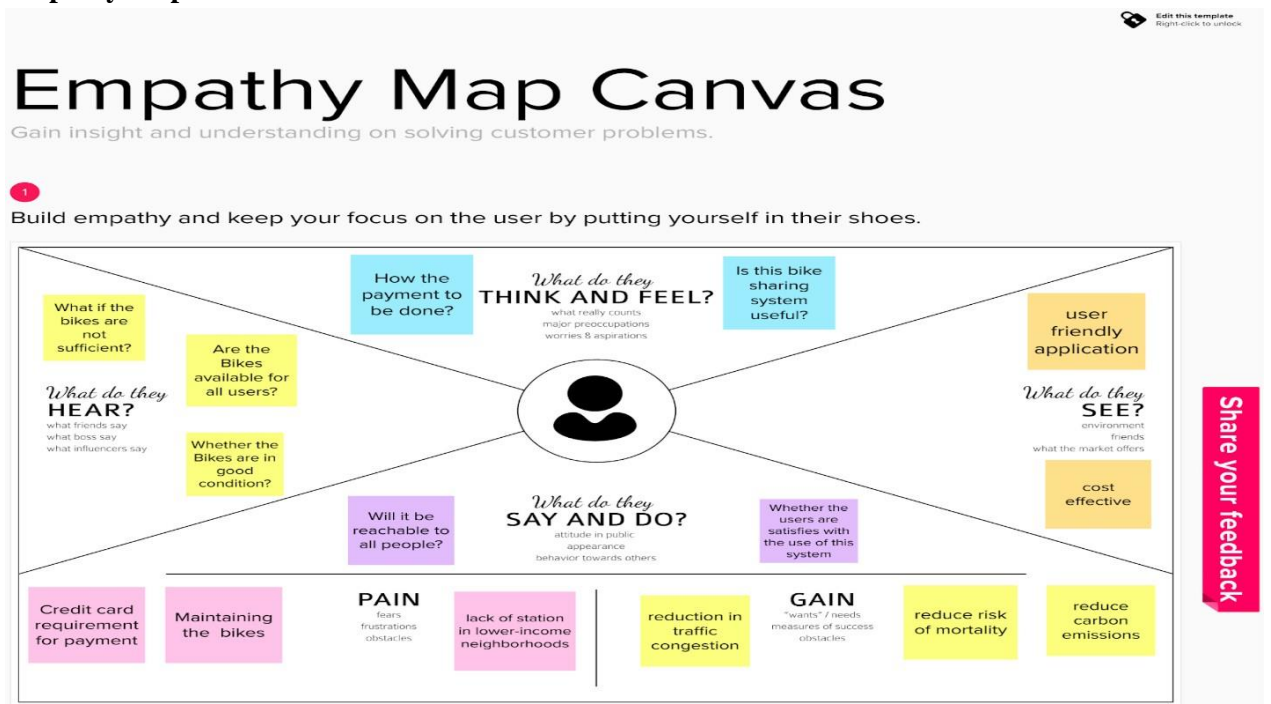 Edit this template
Right-click to unlock
Empathy Map Canvas
Gain insight and understanding on solving customer problems.
1
Build empathy and keep your focus on the user by putting yourself in their shoes.
What if the
bikes are
not
sufficient?
Are the
Bikes
available for
all users?
What do they
HEAR?
what friends say
what boss say
what influencers say
Whether the
Bikes are in
good
condition?
How the
payment to
be done?
What do they
THINK AND FEEL?
what really counts
major preoccupations
worries & aspirations
Is this bike
sharing
system
useful?
user
friendly
application
What do they
SEE?
environment
friends
what the market offers
cost
effective
Will it be
reachable to
all people?
What do they
SAY AND DO?
attitude in public
appearance
behavior towards others
Whether the
users are
satisfies with
the use of this
system
Credit card
requirement
for payment
Maintaining
the bikes
PAIN
fears
frustrations
obstacles
lack of station
in lower-income
neighborhoods
reduction in
traffic
congestion
GAIN
"wants" / needs
measures of success
obstacles
reduce risk
of mortality
reduce
carbon
emissions
Share your feedback